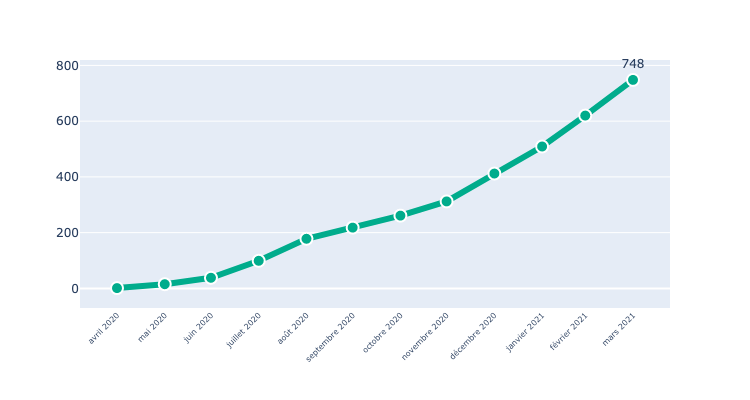 748
800
600
400
200
0
avril 2020
mai 2020
juin 2020
juillet 2020
août 2020
septembre 2020
octobre 2020
novembre 2020
décembre 2020
janvier 2021
février 2021
mars 2021